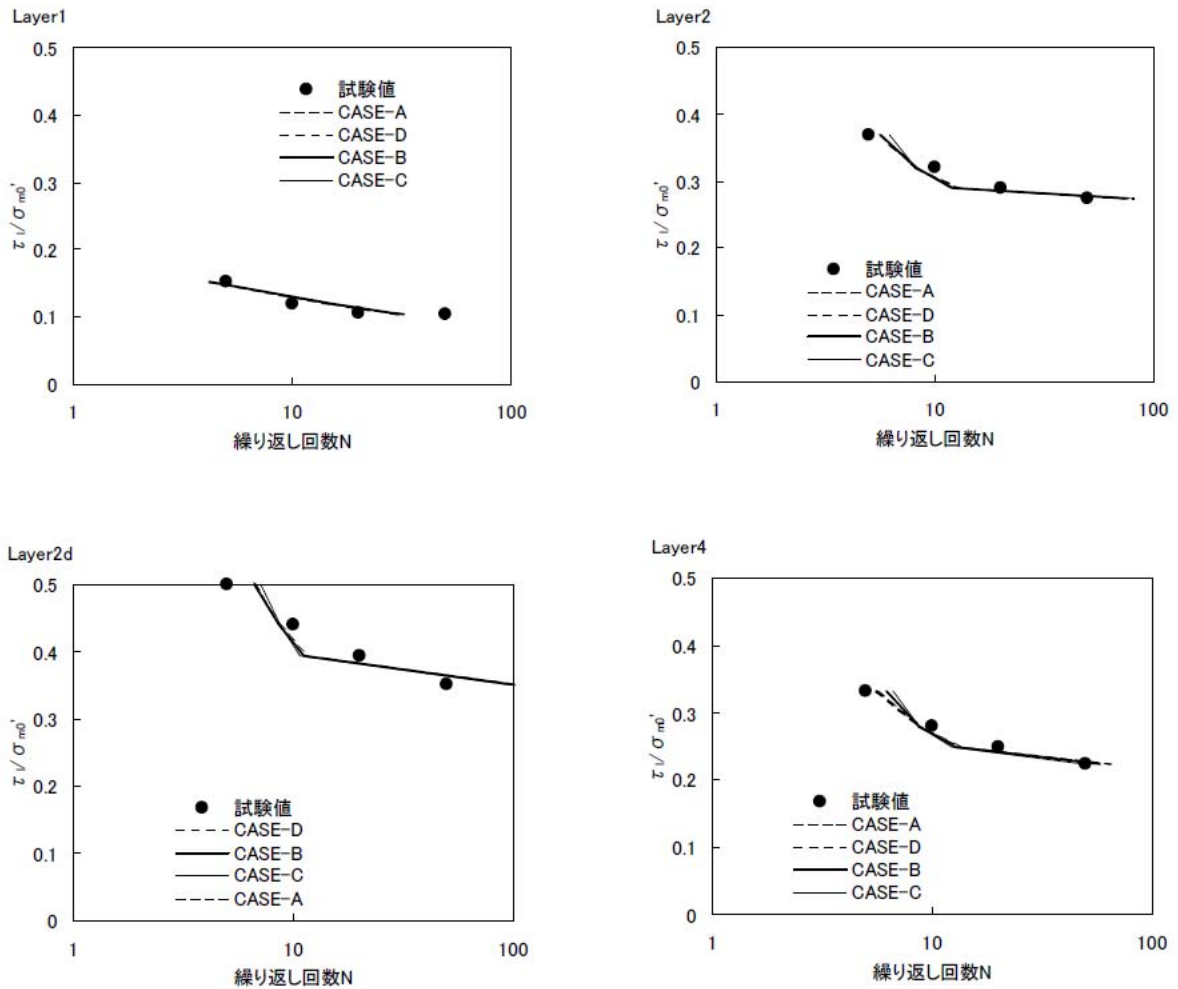 Layer1
0.5
0.4
0.3
0.2
0.1
0
τl/σm0'
試験値
CASE-A
CASE-D
CASE-B
CASE-C
1
10
100
繰り返し回数N
Layer2
0.5
0.4
0.3
0.2
0.1
0
τl/σm0'
試験値
CASE-A
CASE-D
CASE-B
CASE-C
1
10
100
繰り返し回数N
Layer2d
0.5
0.4
0.3
0.2
0.1
0
τl/σm0'
試験値
CASE-D
CASE-B
CASE-C
CASE-A
1
10
100
繰り返し回数N
Layer4
0.5
0.4
0.3
0.2
0.1
0
τl/σm0'
試験値
CASE-A
CASE-D
CASE-B
CASE-C
1
10
100
繰り返し回数N